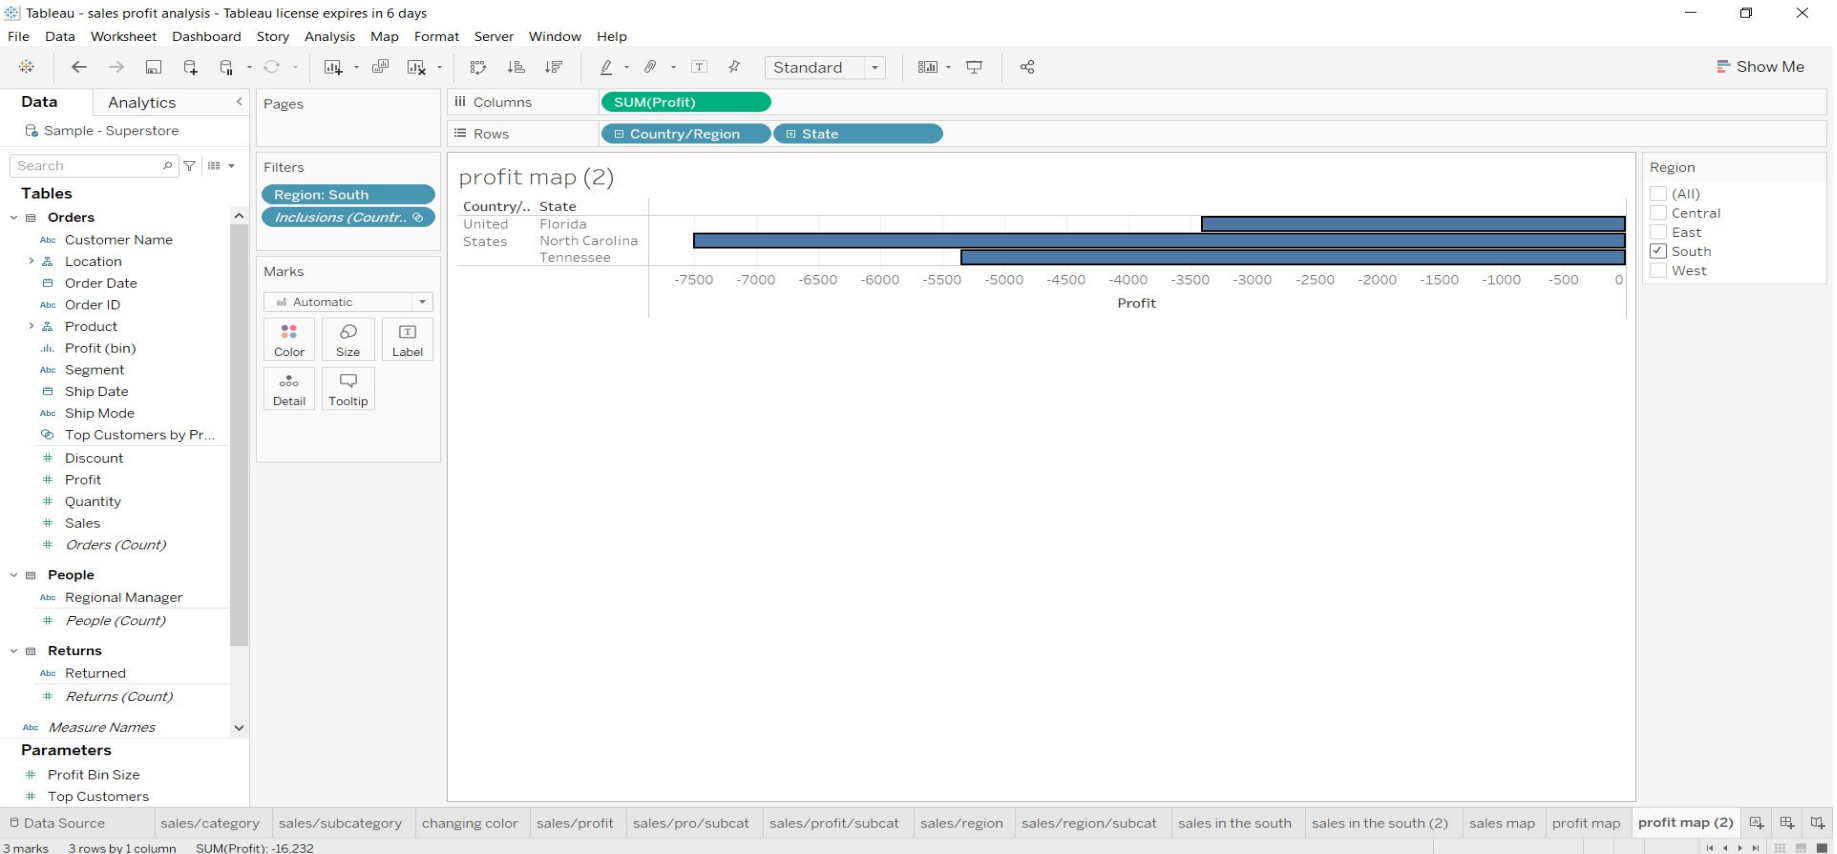 Tableau - sales profit analysis - Tableau license expires in 6 days
File Data Worksheet Dashboard Story Analysis Map Format Server Window Help
Standard
Show Me
Data Analytics
Sample - Superstore
Search
Tables
Orders
Abc Customer Name
Location
Order Date
Abc Order ID
Product
Profit (bin)
Abc Segment
Ship Date
Abc Ship Mode
Top Customers by Pr...
# Discount
# Profit
# Quantity
# Sales
# Orders (Count)
People
Abc Regional Manager
# People (Count)
Returns
Abc Returned
# Returns (Count)
Abc Measure Names
Parameters
# Profit Bin Size
# Top Customers
Pages
Filters
Region: South
Inclusions (Countr..
Marks
Automatic
Color Size Label
Detail Tooltip
Columns SUM(Profit)
Rows Country/Region State
profit map (2)
Country/.. State
United Florida
States North Carolina
Tennessee
-7500 -7000 -6500 -6000 -5500 -5000 -4500 -4000 -3500 -3000 -2500 -2000 -1500 -1000 -500 0
Profit
Region
(All)
Central
East
South
West
Data Source sales/category sales/subcategory changing color sales/profit sales/pro/subcat sales/profit/subcat sales/region sales/region/subcat sales in the south sales in the south (2) sales map profit map profit map (2)
3 marks 3 rows by 1 column SUM(Profit): -16,232